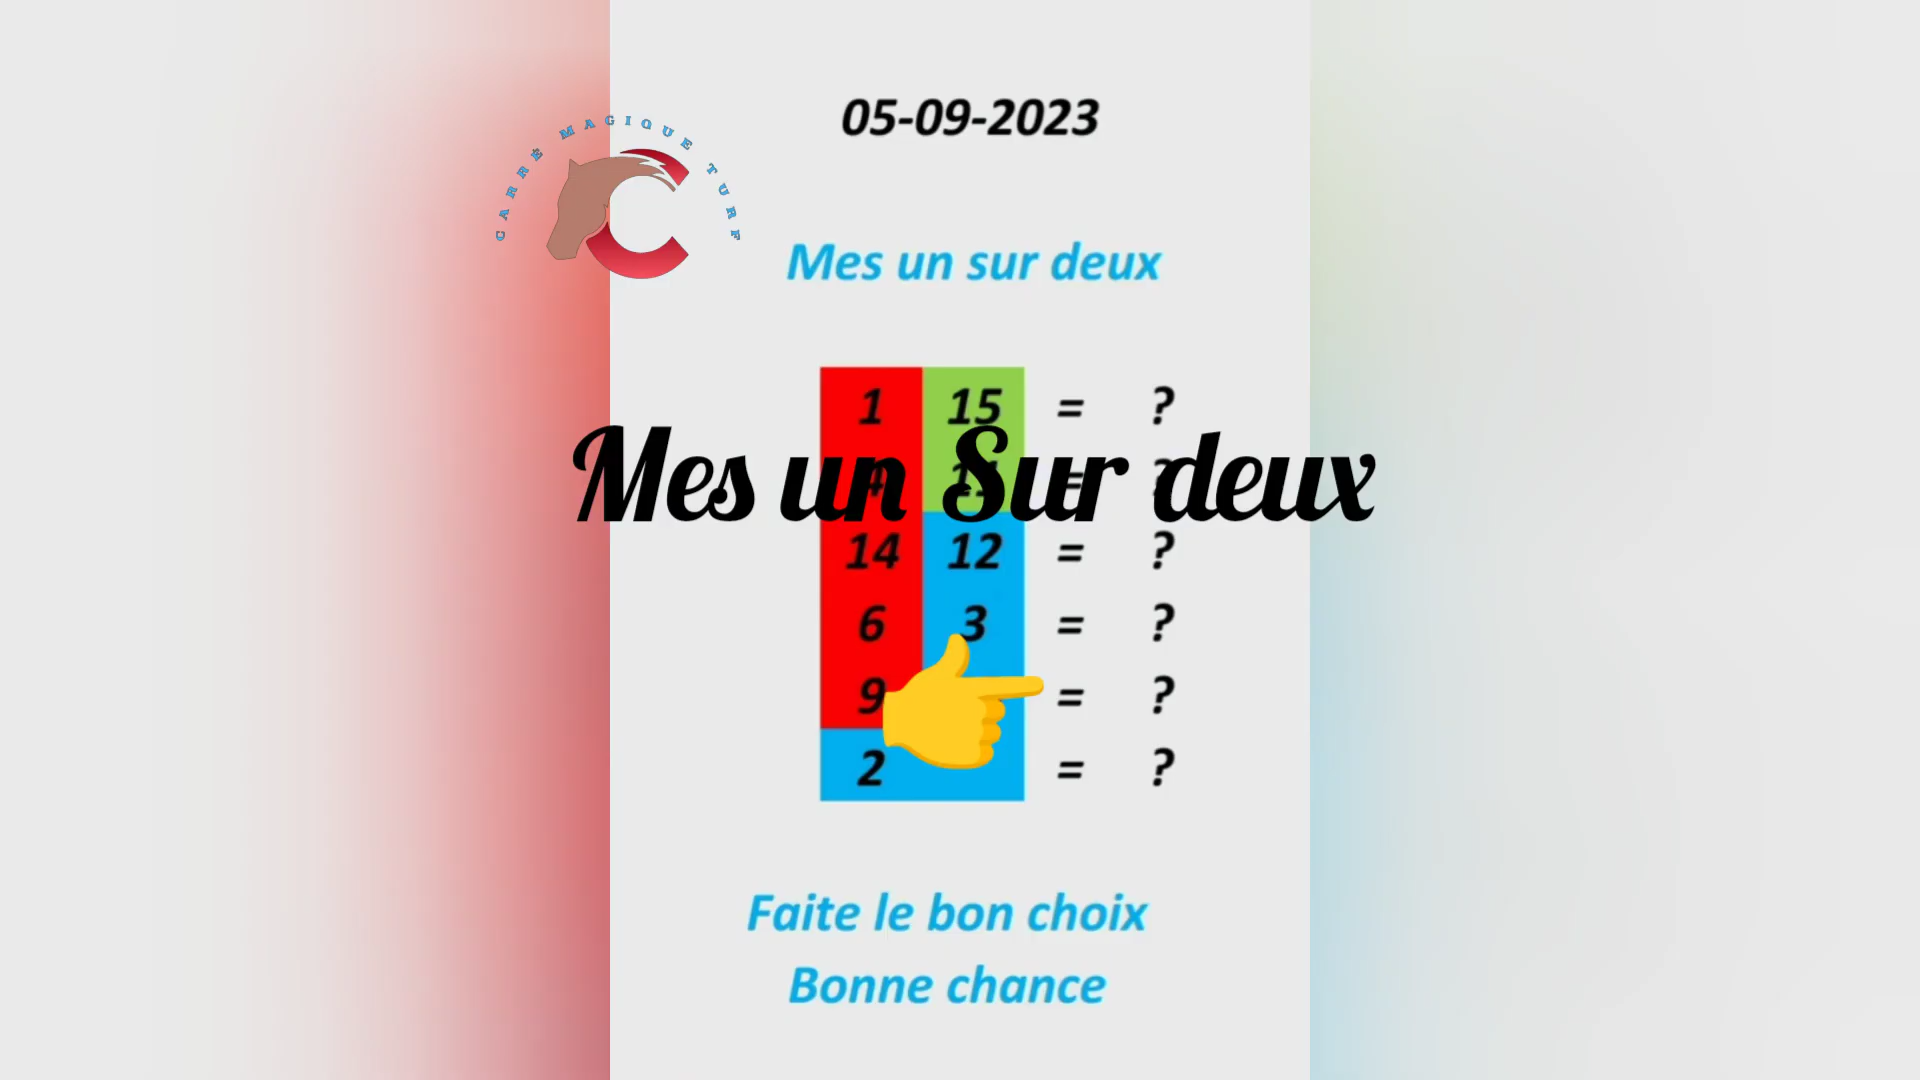 05-09-2023
CARRÉ MAGIQUE TURF
Mes un sur deux
1 15 = ?
Mes un Sur deux
4 = ?
14 12 = ?
6 3 = ?
9 = ?
2 = ?
Faite le bon choix
Bonne chance